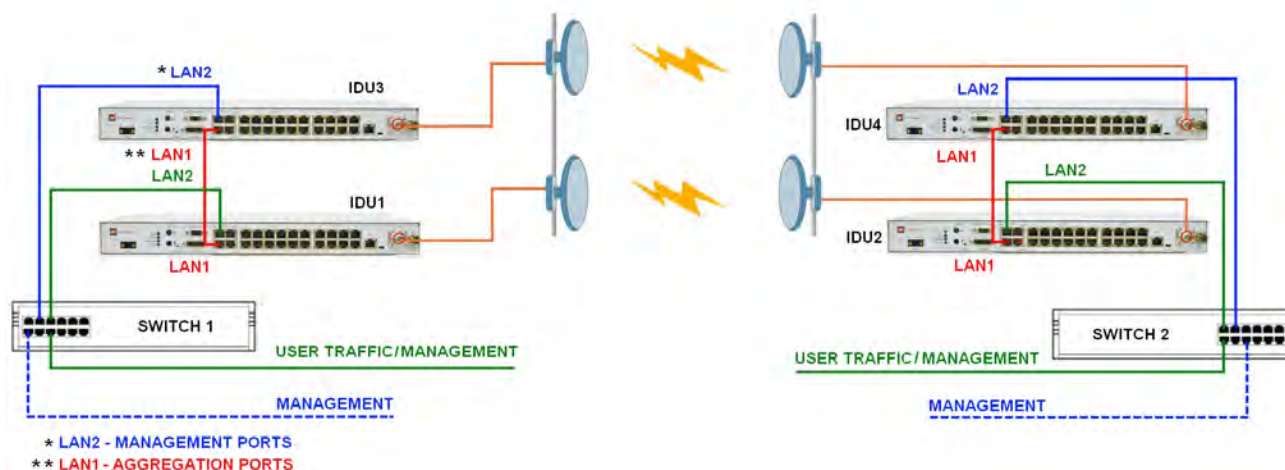 * LAN2
IDU3
** LAN1
LAN2
IDU1
LAN1
SWITCH 1
USER TRAFFIC/MANAGEMENT
MANAGEMENT
* LAN2 - MANAGEMENT PORTS
** LAN1 - AGGREGATION PORTS
LAN2
IDU4
LAN1
LAN2
IDU2
LAN1
SWITCH 2
USER TRAFFIC/MANAGEMENT
MANAGEMENT